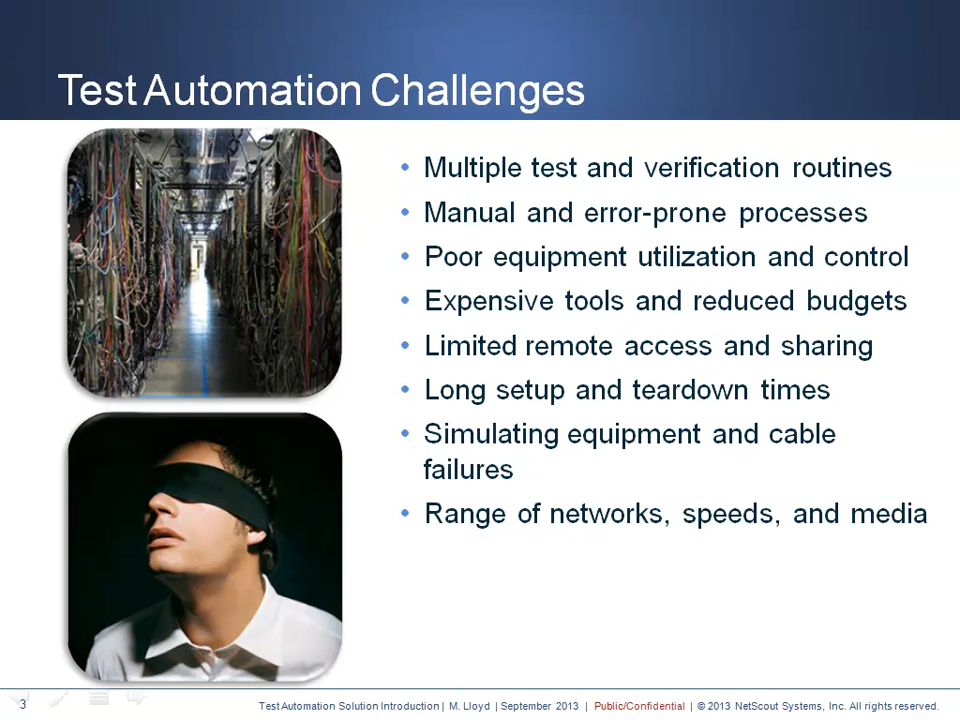 Test Automation Challenges
• Multiple test and verification routines
• Manual and error-prone processes
• Poor equipment utilization and control
• Expensive tools and reduced budgets
• Limited remote access and sharing
• Long setup and teardown times
• Simulating equipment and cable
failures
• Range of networks, speeds, and media
3
Test Automation Solution Introduction | M. Lloyd | September 2013 | Public/Confidential | © 2013 NetScout Systems, Inc. All rights reserved.